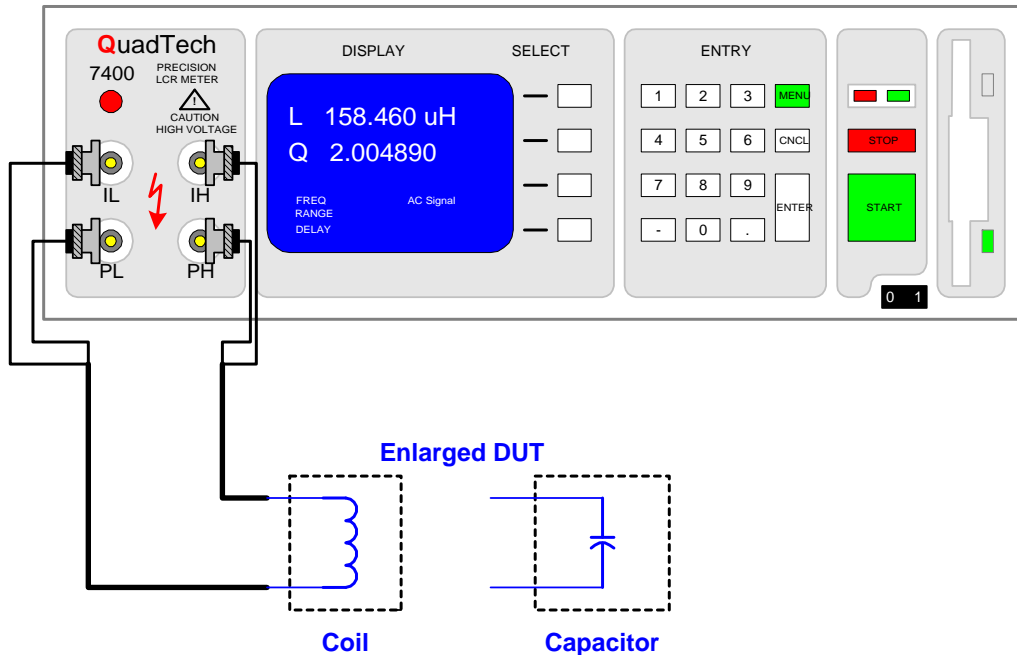 QuadTech
7400
PRECISION
LCR METER
!
CAUTION
HIGH VOLTAGE
IL
IH
PL
PH
DISPLAY
SELECT
L 158.460 uH
Q 2.004890
FREQ
AC Signal
RANGE
DELAY
ENTRY
1 2 3 MENU
4 5 6 CNCL
7 8 9
ENTER
- 0 .
STOP
START
0 1
Enlarged DUT
Coil
Capacitor